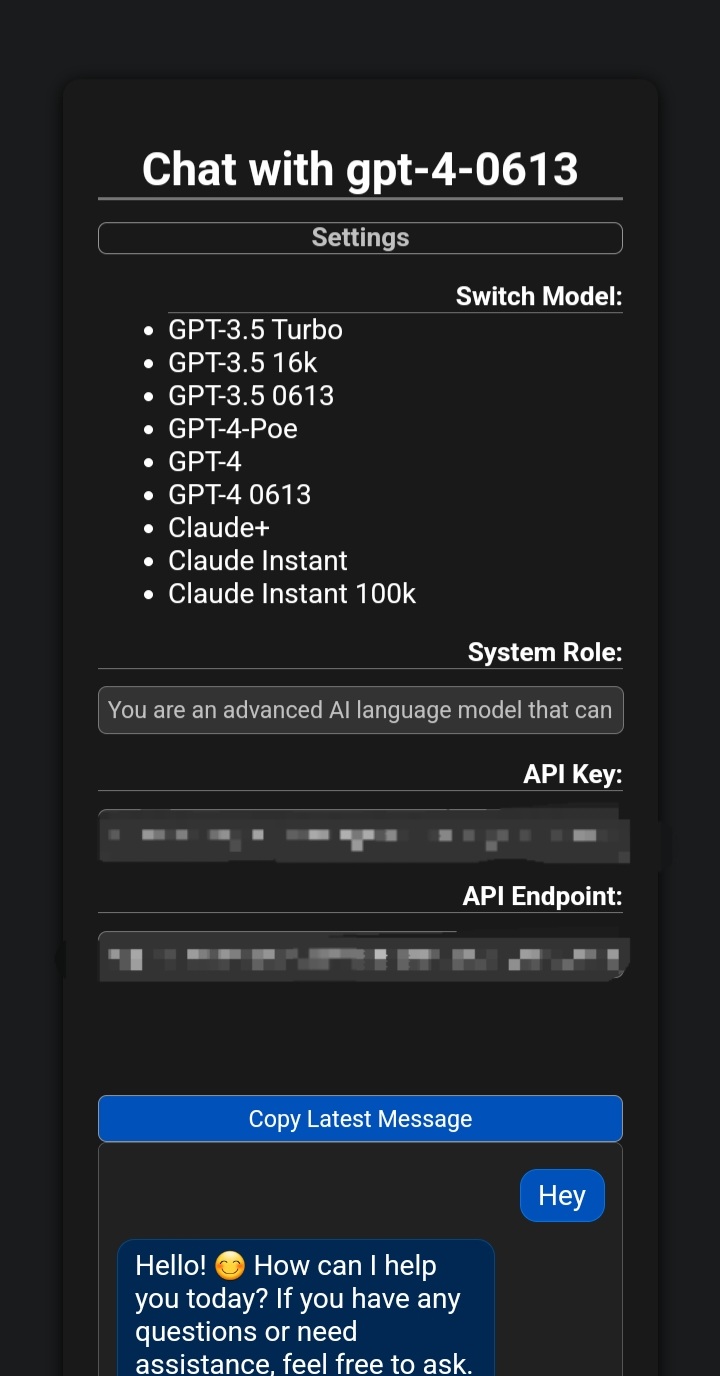 Chat with gpt-4-0613
Settings
Switch Model:
GPT-3.5 Turbo
GPT-3.5 16k
GPT-3.5 0613
GPT-4-Poe
GPT-4
GPT-4 0613
Claude+
Claude Instant
Claude Instant 100k
System Role:
You are an advanced AI language model that can
API Key:
API Endpoint:
Copy Latest Message
Hey
Hello! 😊 How can I help
you today? If you have any
questions or need
assistance, feel free to ask.